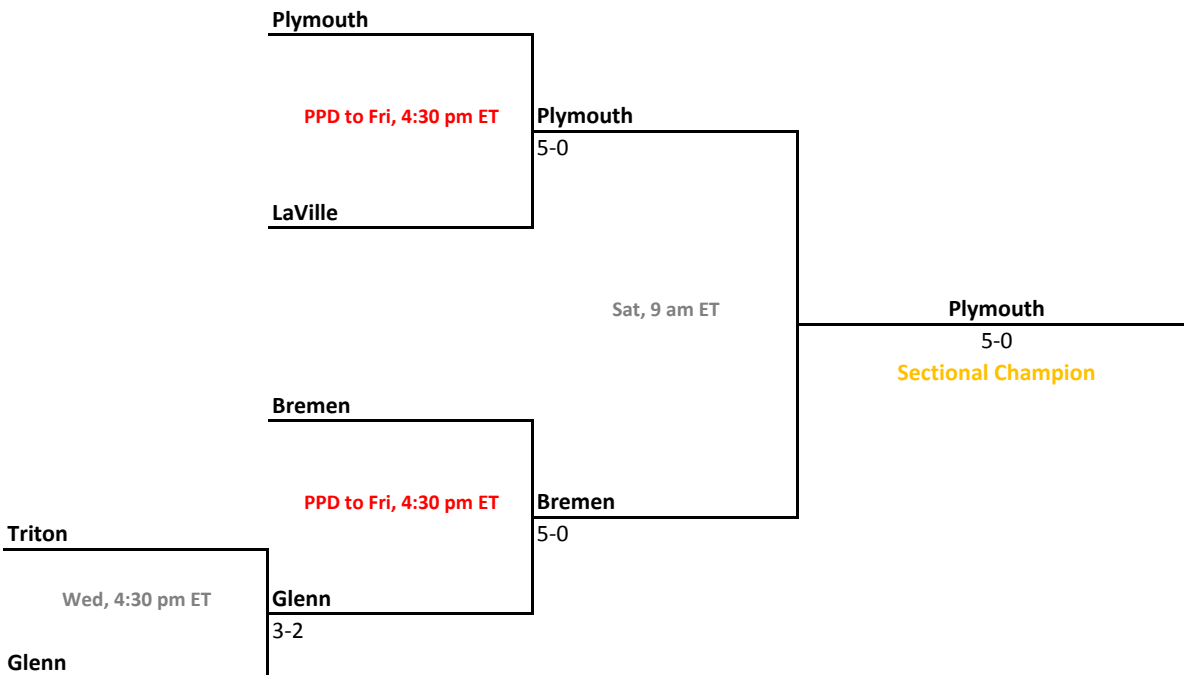 Plymouth
PPD to Fri, 4:30 pm ET
Plymouth
5-0
LaVille
Sat, 9 am ET
Plymouth
5-0
Sectional Champion
Bremen
PPD to Fri, 4:30 pm ET
Bremen
5-0
Triton
Wed, 4:30 pm ET
Glenn
3-2
Glenn